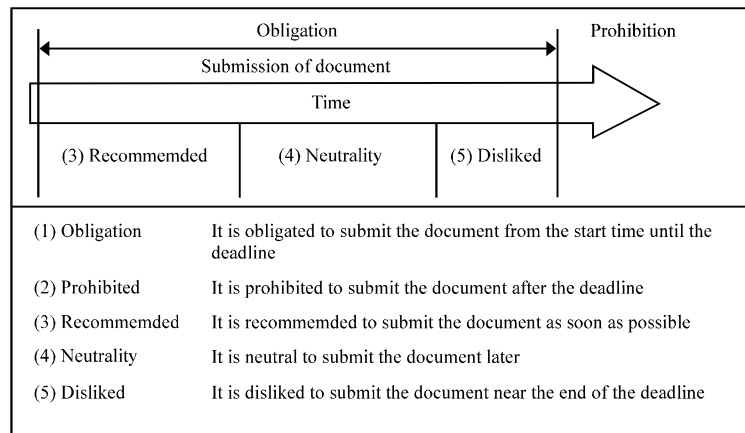 Obligation Prohibition
Submission of document
Time
(3) Recommemded (4) Neutrality (5) Disliked
(1) Obligation It is obligated to submit the document from the start time until the
deadline
(2) Prohibited It is prohibited to submit the document after the deadline
(3) Recommemded It is recommemded to submit the document as soon as possible
(4) Neutrality It is neutral to submit the document later
(5) Disliked It is disliked to submit the document near the end of the deadline